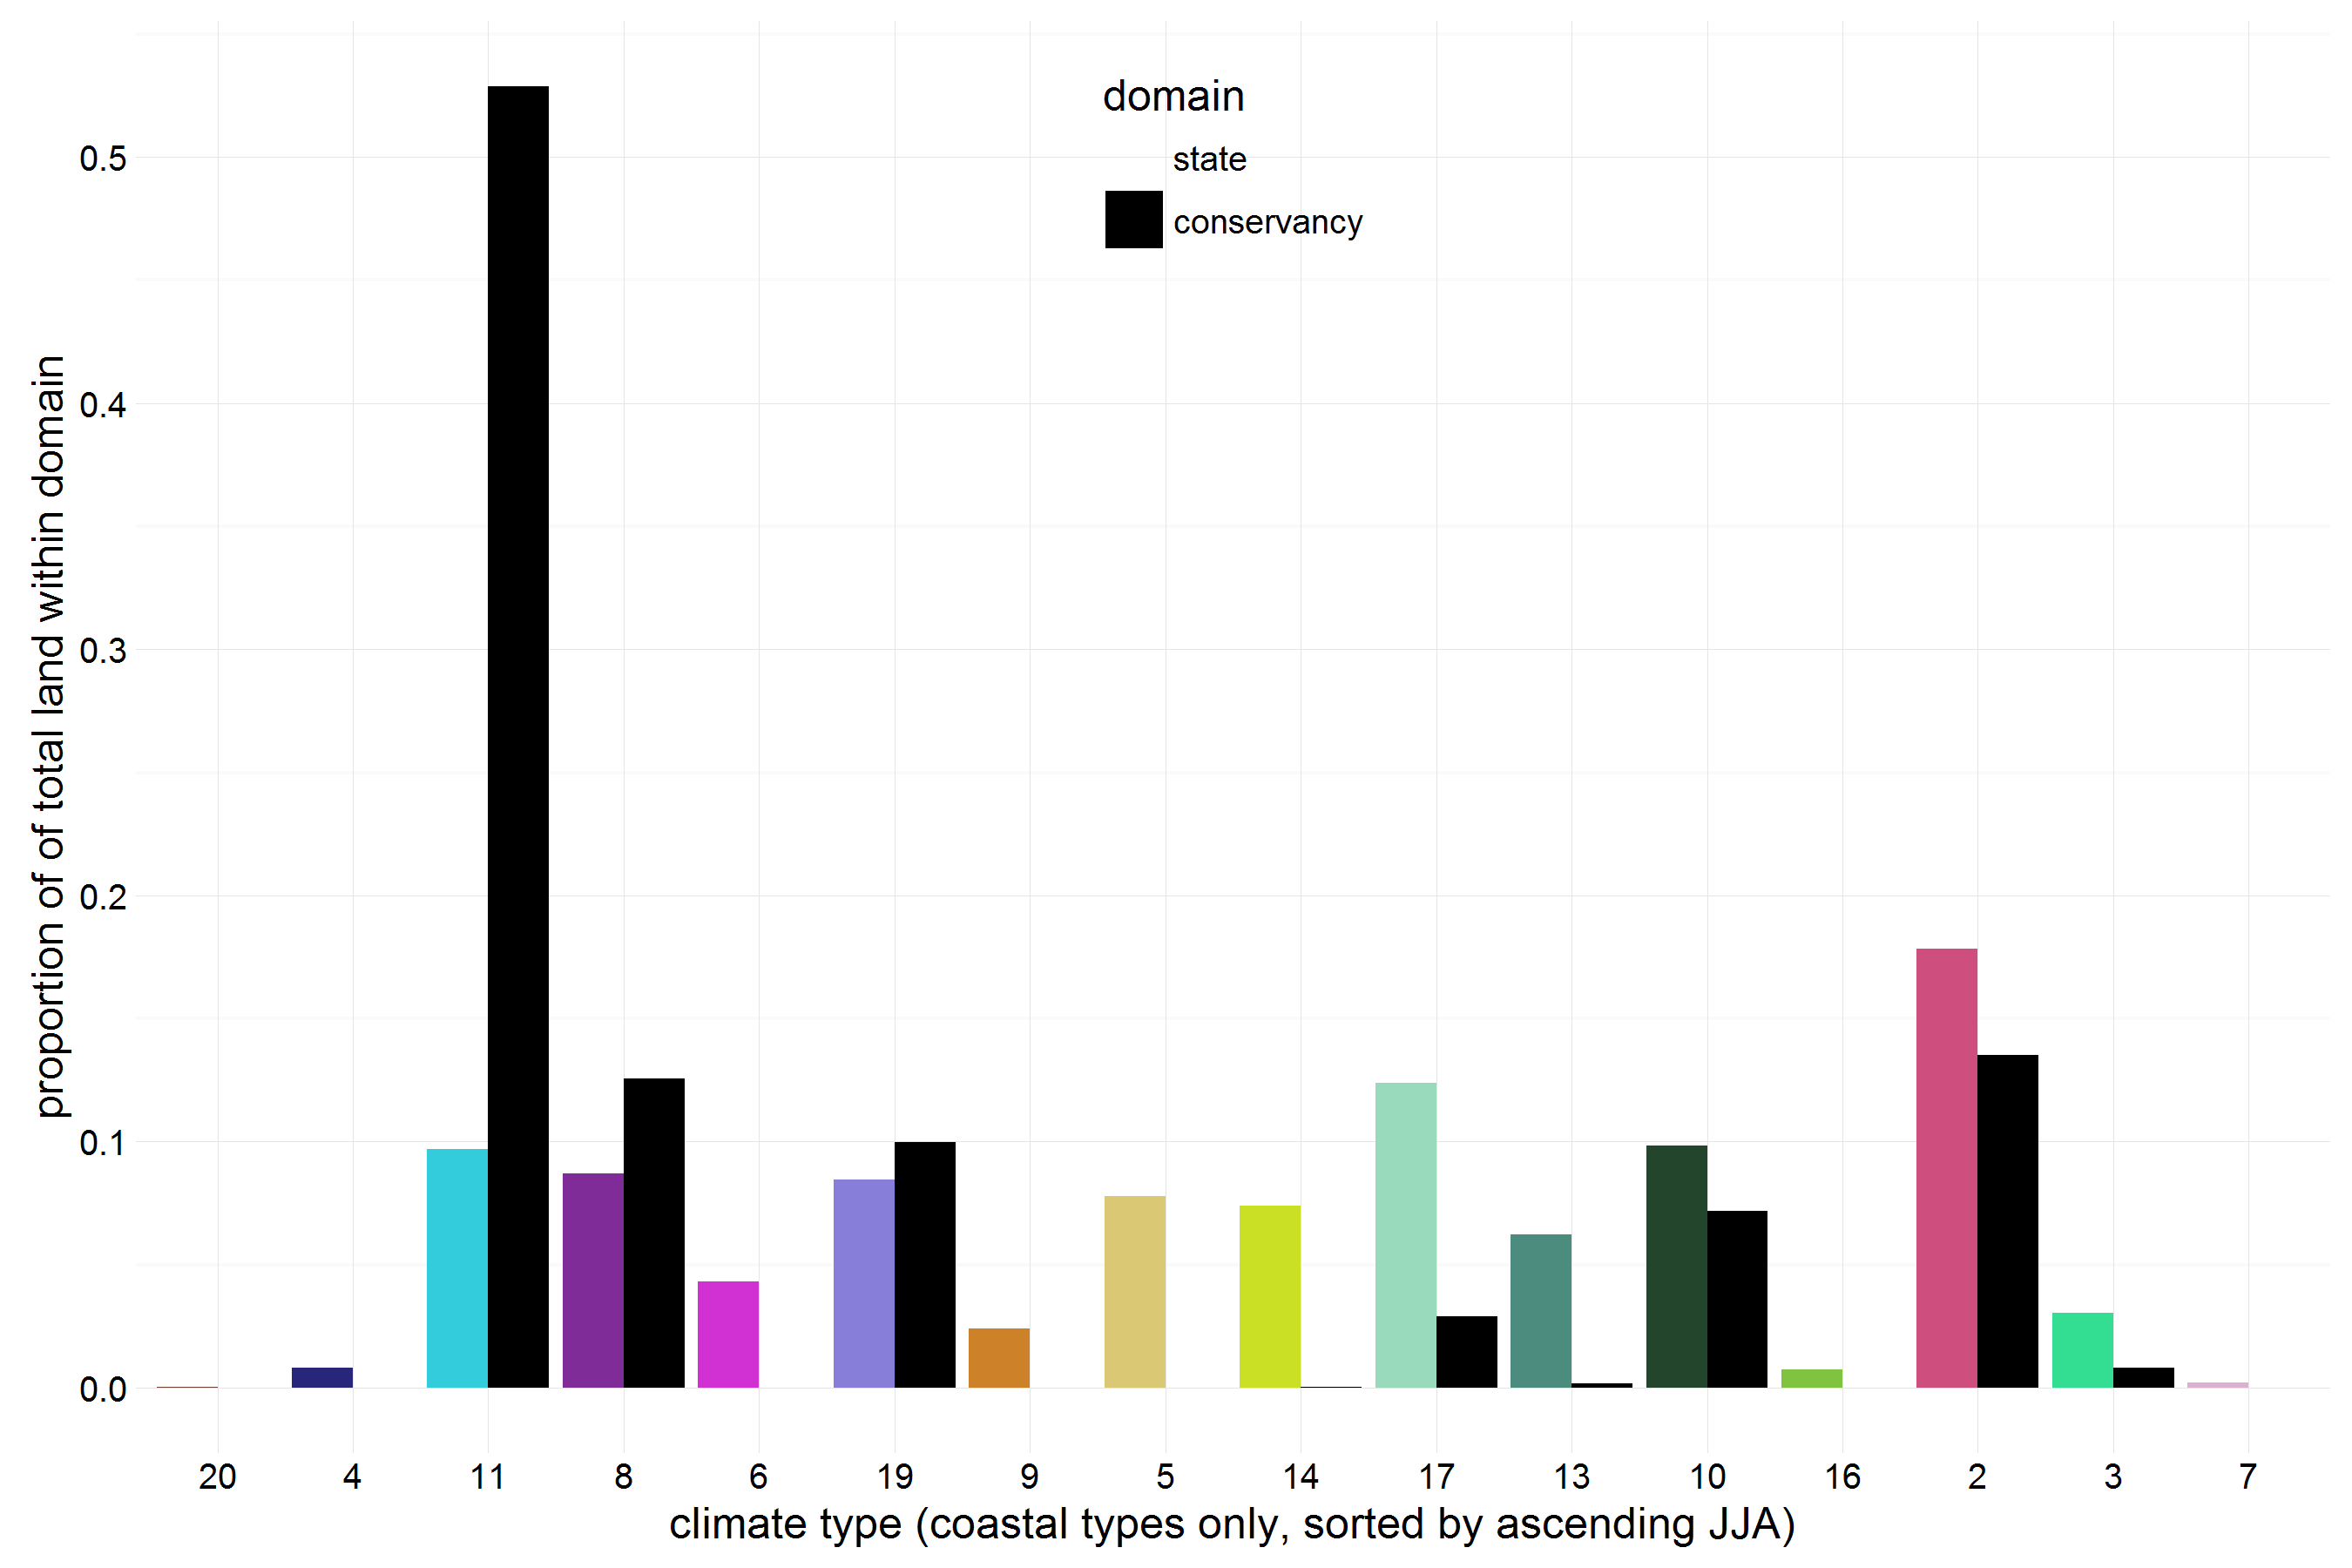 domain
state
conservancy
proportion of of total land within domain
0.5
0.4
0.3
0.2
0.1
0.0
20 4 11 8 6 19 9 5 14 17 13 10 16 2 3 7
climate type (coastal types only, sorted by ascending JJA)